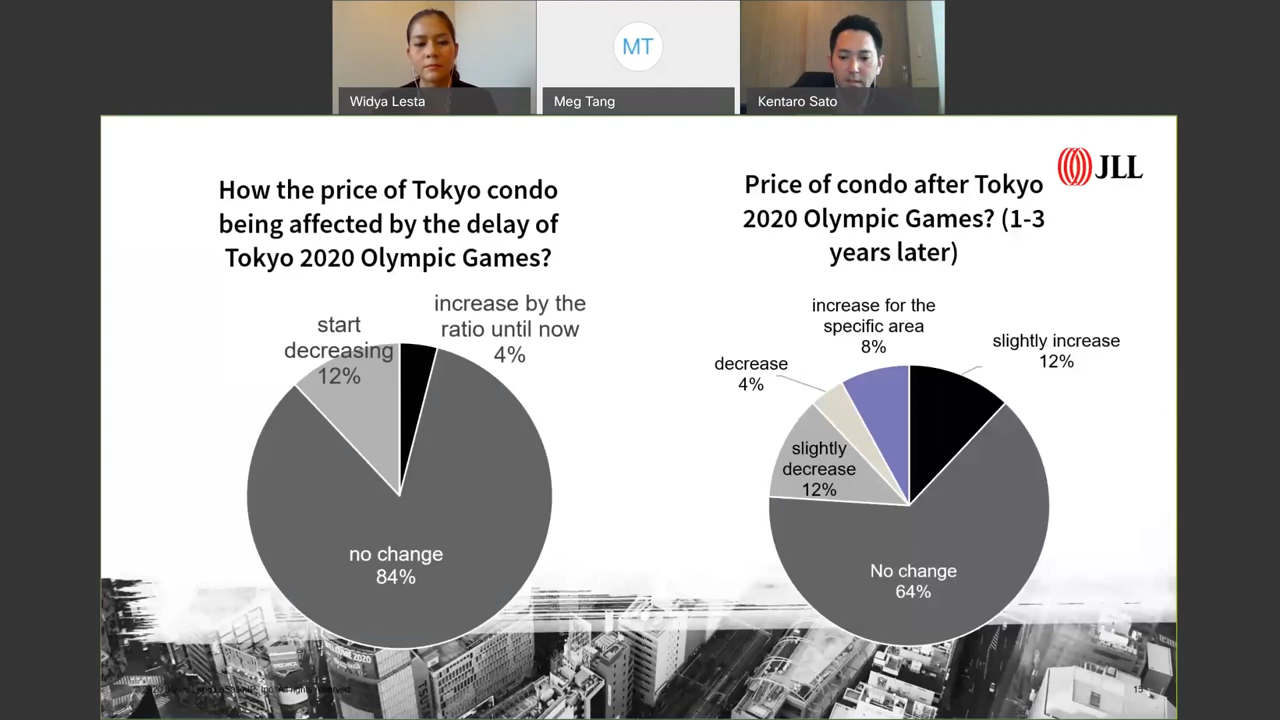 MT
Widya Lesta
Meg Tang
Kentaro Sato
JLL
How the price of Tokyo condo
being affected by the delay of
Tokyo 2020 Olympic Games?
Price of condo after Tokyo
2020 Olympic Games? (1-3
years later)
start
decreasing
12%
increase by the
ratio until now
4%
no change
84%
increase for the
specific area
8%
slightly increase
12%
decrease
4%
slightly
decrease
12%
No change
64%
15